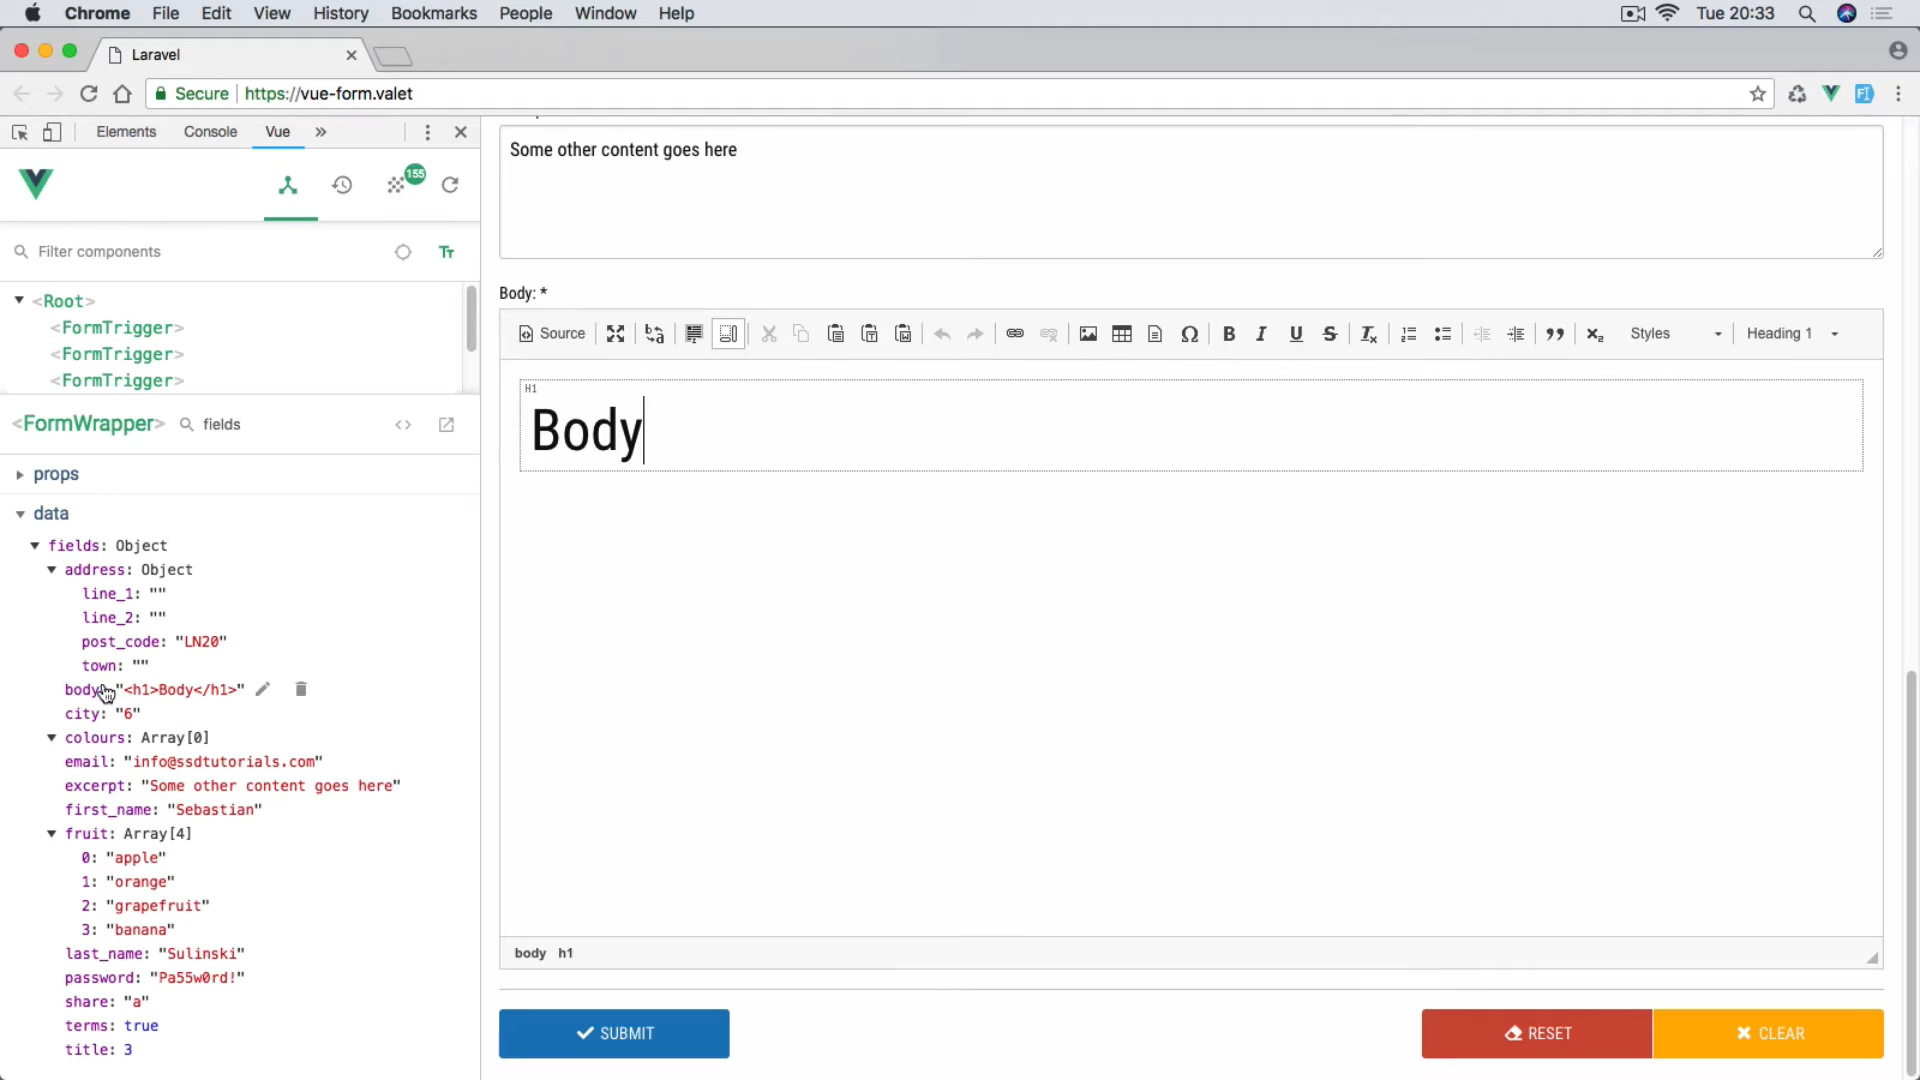 Chrome File Edit View History Bookmarks People Window Help Tue 20:33
Laravel
Secure https://vue-form.valet
Elements Console Vue »
155
Filter components
<Root>
<FormTrigger>
<FormTrigger>
<FormTrigger>
<FormWrapper> fields
props
data
fields: Object
address: Object
line_1: ""
line_2: ""
post_code: "LN20"
town: ""
body: "<h1>Body</h1>"
city: "6"
colours: Array[0]
email: "info@ssdtutorials.com"
excerpt: "Some other content goes here"
first_name: "Sebastian"
fruit: Array[4]
0: "apple"
1: "orange"
2: "grapefruit"
3: "banana"
last_name: "Sulinski"
password: "Pa55w0rd!"
share: "a"
terms: true
title: 3
Some other content goes here
Body: *
Source Styles Heading 1
H1
Body
body h1
SUBMIT RESET CLEAR